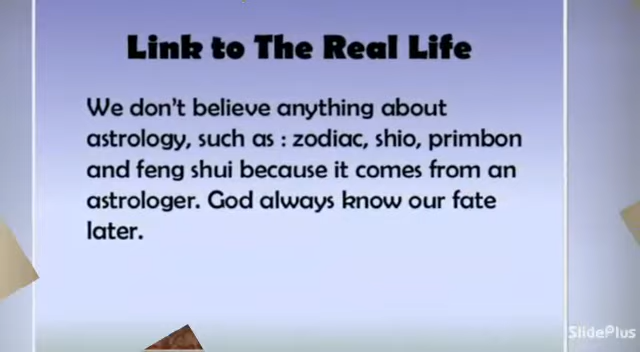 Link to The Real Life
We don't believe anything about
astrology, such as : zodiac, shio, primbon
and feng shui because it comes from an
astrologer. God always know our fate
later.
SlidePlus